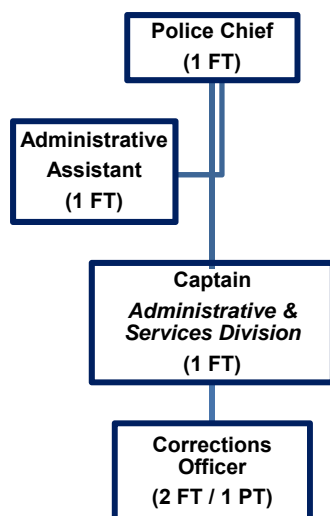 Police Chief
(1 FT)
Administrative
Assistant
(1 FT)
Captain
Administrative &
Services Division
(1 FT)
Corrections
Officer
(2 FT / 1 PT)